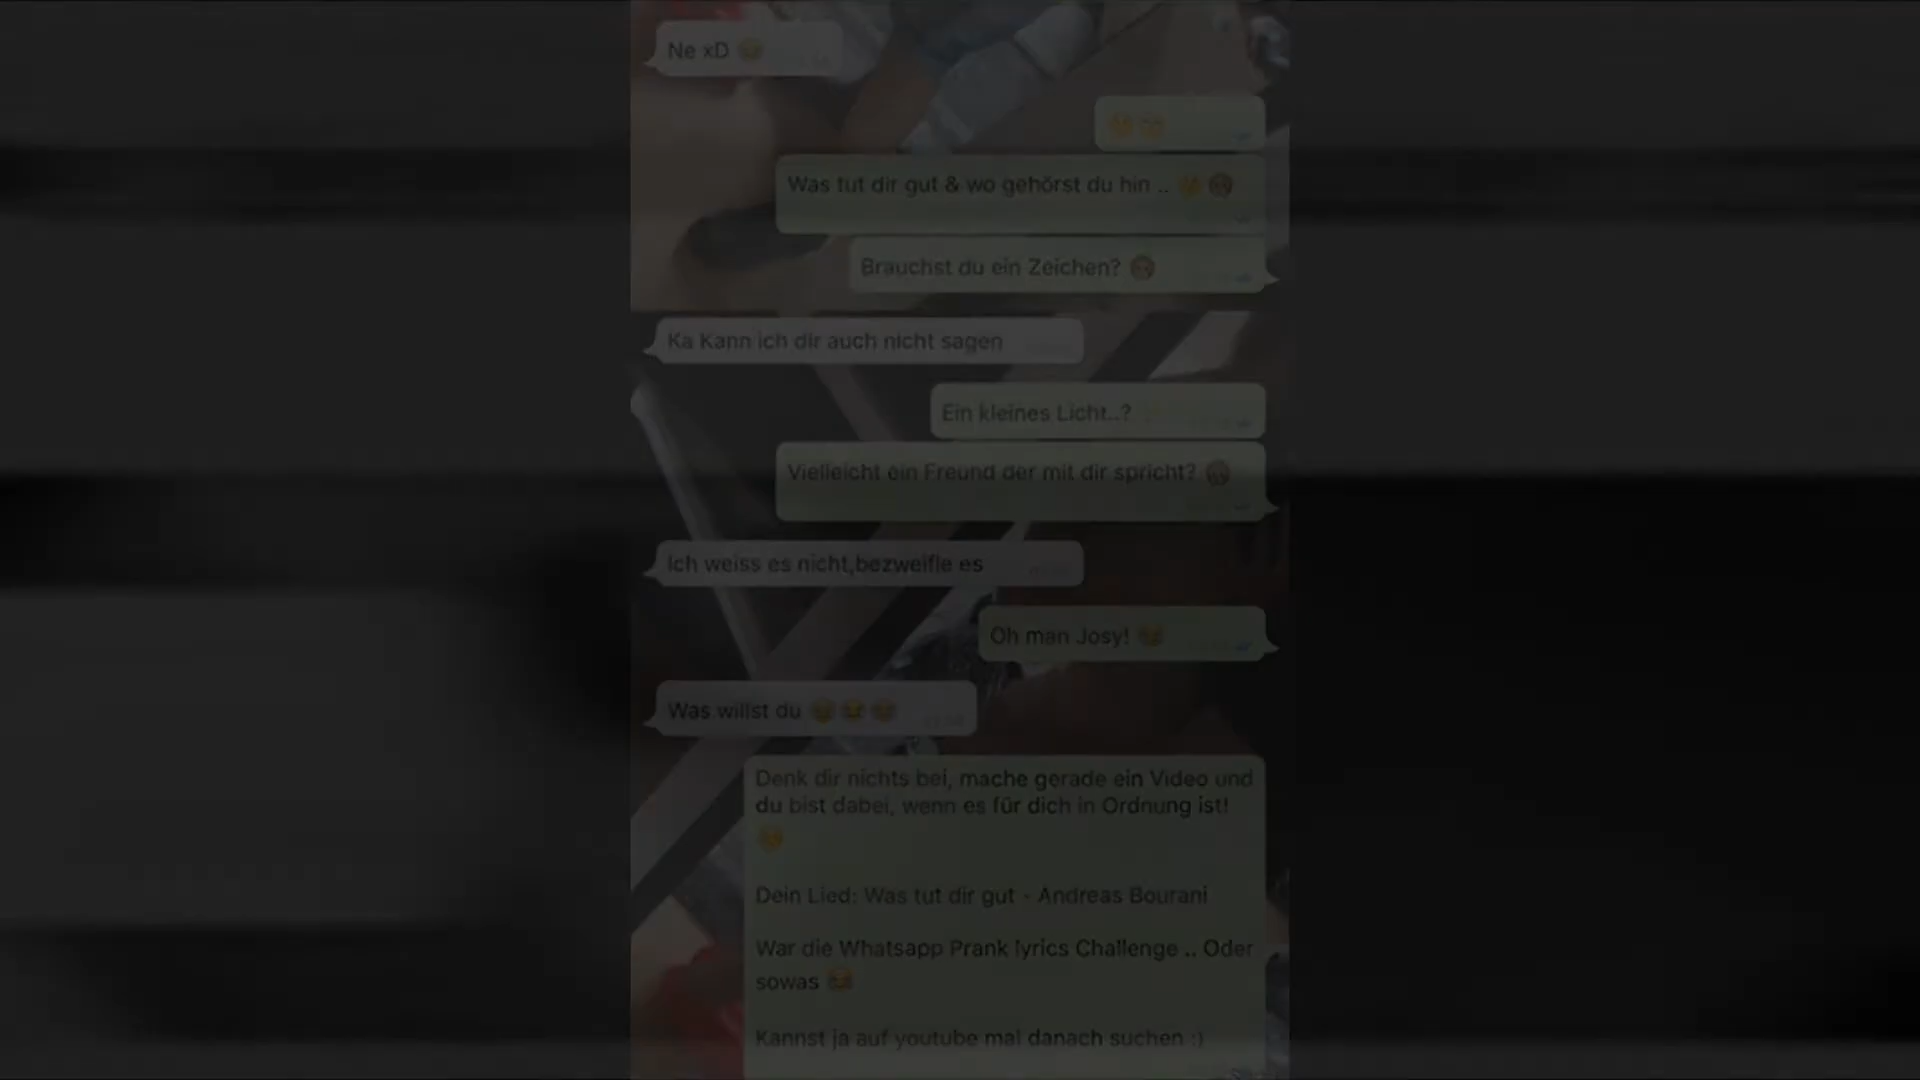 Ne xD
Was tut dir gut & wo gehörst du hin ..
Brauchst du ein Zeichen?
Ka Kann ich dir auch nicht sagen
Ein kleines Licht..?
Vielleicht ein Freund der mit dir spricht?
Ich weiss es nicht,bezweifle es
Oh man Josy!
Was willst du
Denk dir nichts bei, mache gerade ein Video und
du bist dabei, wenn es für dich in Ordnung ist!
Dein Lied: Was tut dir gut - Andreas Bourani
War die Whatsapp Prank lyrics Challenge .. Oder
sowas
Kannst ja auf youtube mal danach suchen :)